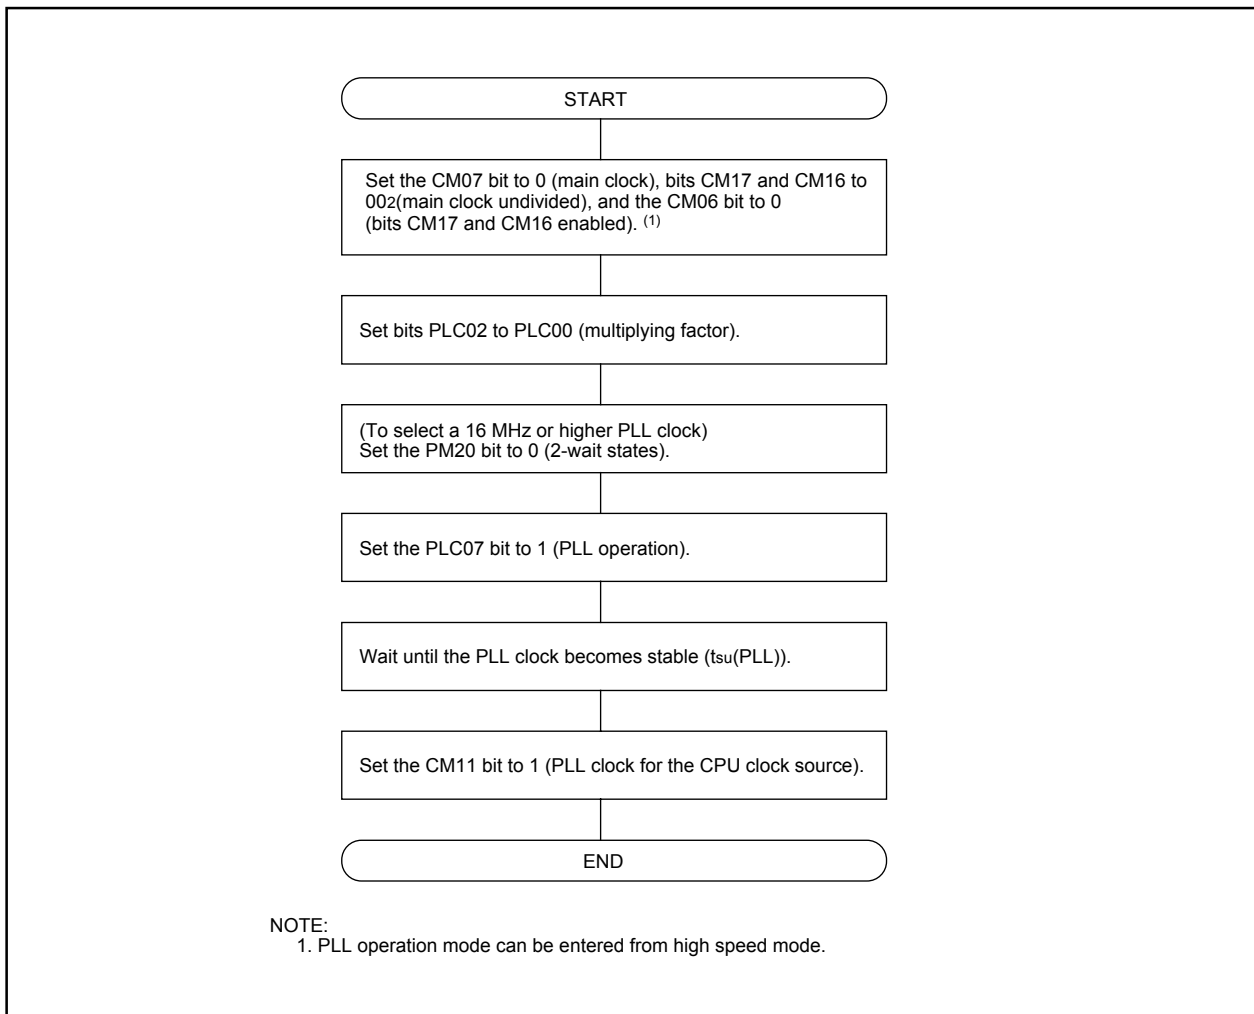 START
Set the CM07 bit to 0 (main clock), bits CM17 and CM16 to
002(main clock undivided), and the CM06 bit to 0
(bits CM17 and CM16 enabled). (1)
Set bits PLC02 to PLC00 (multiplying factor).
(To select a 16 MHz or higher PLL clock)
Set the PM20 bit to 0 (2-wait states).
Set the PLC07 bit to 1 (PLL operation).
Wait until the PLL clock becomes stable (tsu(PLL)).
Set the CM11 bit to 1 (PLL clock for the CPU clock source).
END
NOTE:
1. PLL operation mode can be entered from high speed mode.